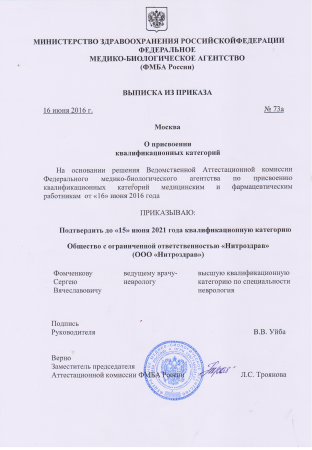 МИНИСТЕРСТВО ЗДРАВООХРАНЕНИЯ РОССИЙСКОЙФЕДЕРАЦИИ
ФЕДЕРАЛЬНОЕ
МЕДИКО-БИОЛОГИЧЕСКОЕ АГЕНТСТВО
(ФМБА России)
ВЫПИСКА ИЗ ПРИКАЗА
16 июня 2016 г. № 73а
Москва
О присвоении
квалификационных категорий
На основании решения Ведомственной Аттестационной комиссии
Федерального медико-биологического агентства по присвоению
квалификационных категорий медицинским и фармацевтическим
работникам от «16» июня 2016 года
ПРИКАЗЫВАЮ:
Подтвердить до «15» июня 2021 года квалификационную категорию
Общество с ограниченной ответственностью «Нитроздрав»
(ООО «Нитроздрав»)
Фомченкову ведущему врачу- высшую квалификационную
Сергею неврологу категорию по специальности
Вячеславовичу неврология
Подпись
Руководителя В.В. Уйба
Верно
Заместитель председателя
Аттестационной комиссии ФМБА России Л.С. Троянова